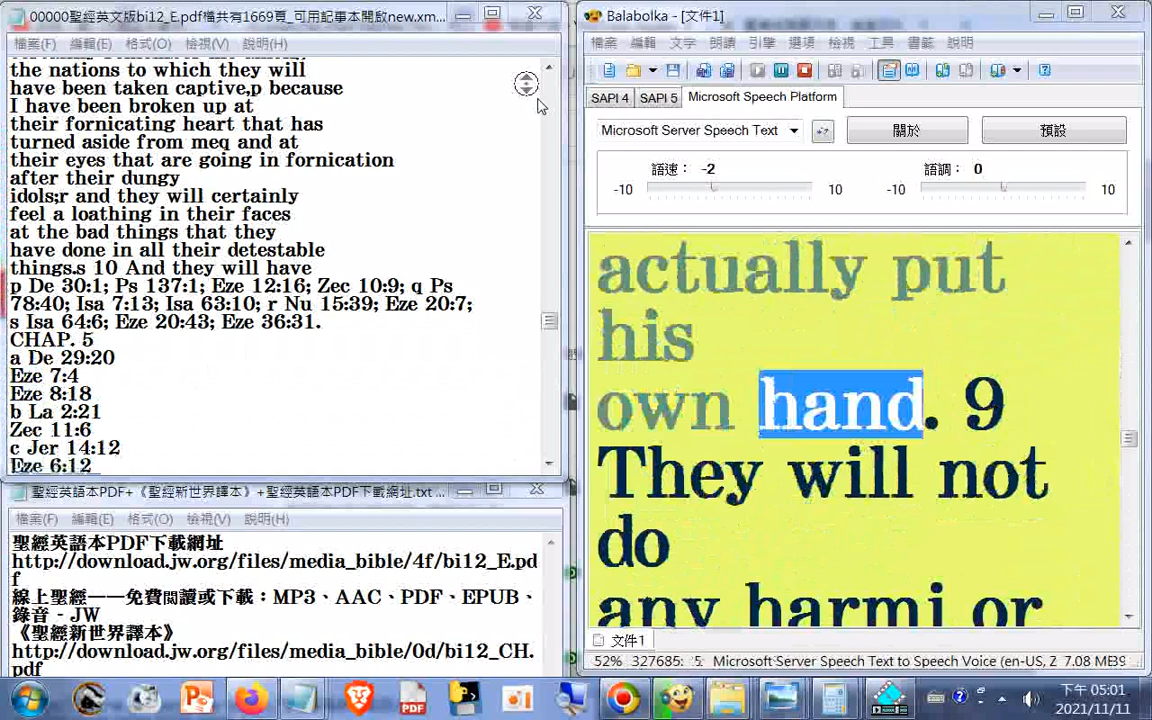 00000聖經英文版bi12_E.pdf檔共有1669頁_可用記事本開啟new.xm...
檔案(F) 編輯(E) 格式(O) 檢視(V) 說明(H)
the nations to which they will
have been taken captive,p because
I have been broken up at
their fornicating heart that has
turned aside from meq and at
their eyes that are going in fornication
after their dungy
idols;r and they will certainly
feel a loathing in their faces
at the bad things that they
have done in all their detestable
things.s 10 And they will have
p De 30:1; Ps 137:1; Eze 12:16; Zec 10:9; q Ps
78:40; Isa 7:13; Isa 63:10; r Nu 15:39; Eze 20:7;
s Isa 64:6; Eze 20:43; Eze 36:31.
CHAP. 5
a De 29:20
Eze 7:4
Eze 8:18
b La 2:21
Zec 11:6
c Jer 14:12
Eze 6:12
聖經英語本PDF+《聖經新世界譯本》+聖經英語本PDF下載網址.txt ...
檔案(F) 編輯(E) 格式(O) 檢視(V) 說明(H)
聖經英語本PDF下載網址
http://download.jw.org/files/media_bible/4f/bi12_E.pd
f
線上聖經——免費閱讀或下載：MP3、AAC、PDF、EPUB、
錄音 - JW
《聖經新世界譯本》
http://download.jw.org/files/media_bible/0d/bi12_CH.
pdf
Balabolka - [文件1]
檔案 編輯 文字 朗讀 引擎 選項 檢視 工具 書籤 說明
SAPI 4 SAPI 5 Microsoft Speech Platform
Microsoft Server Speech Text 關於 預設
語速： -2 語調： 0
-10 10 -10 10
actually put
his
own hand. 9
They will not
do
any harmi or
文件1
52% 327685: 5: Microsoft Server Speech Text to Speech Voice (en-US, Z 7.08 MB
下午 05:01
2021/11/11